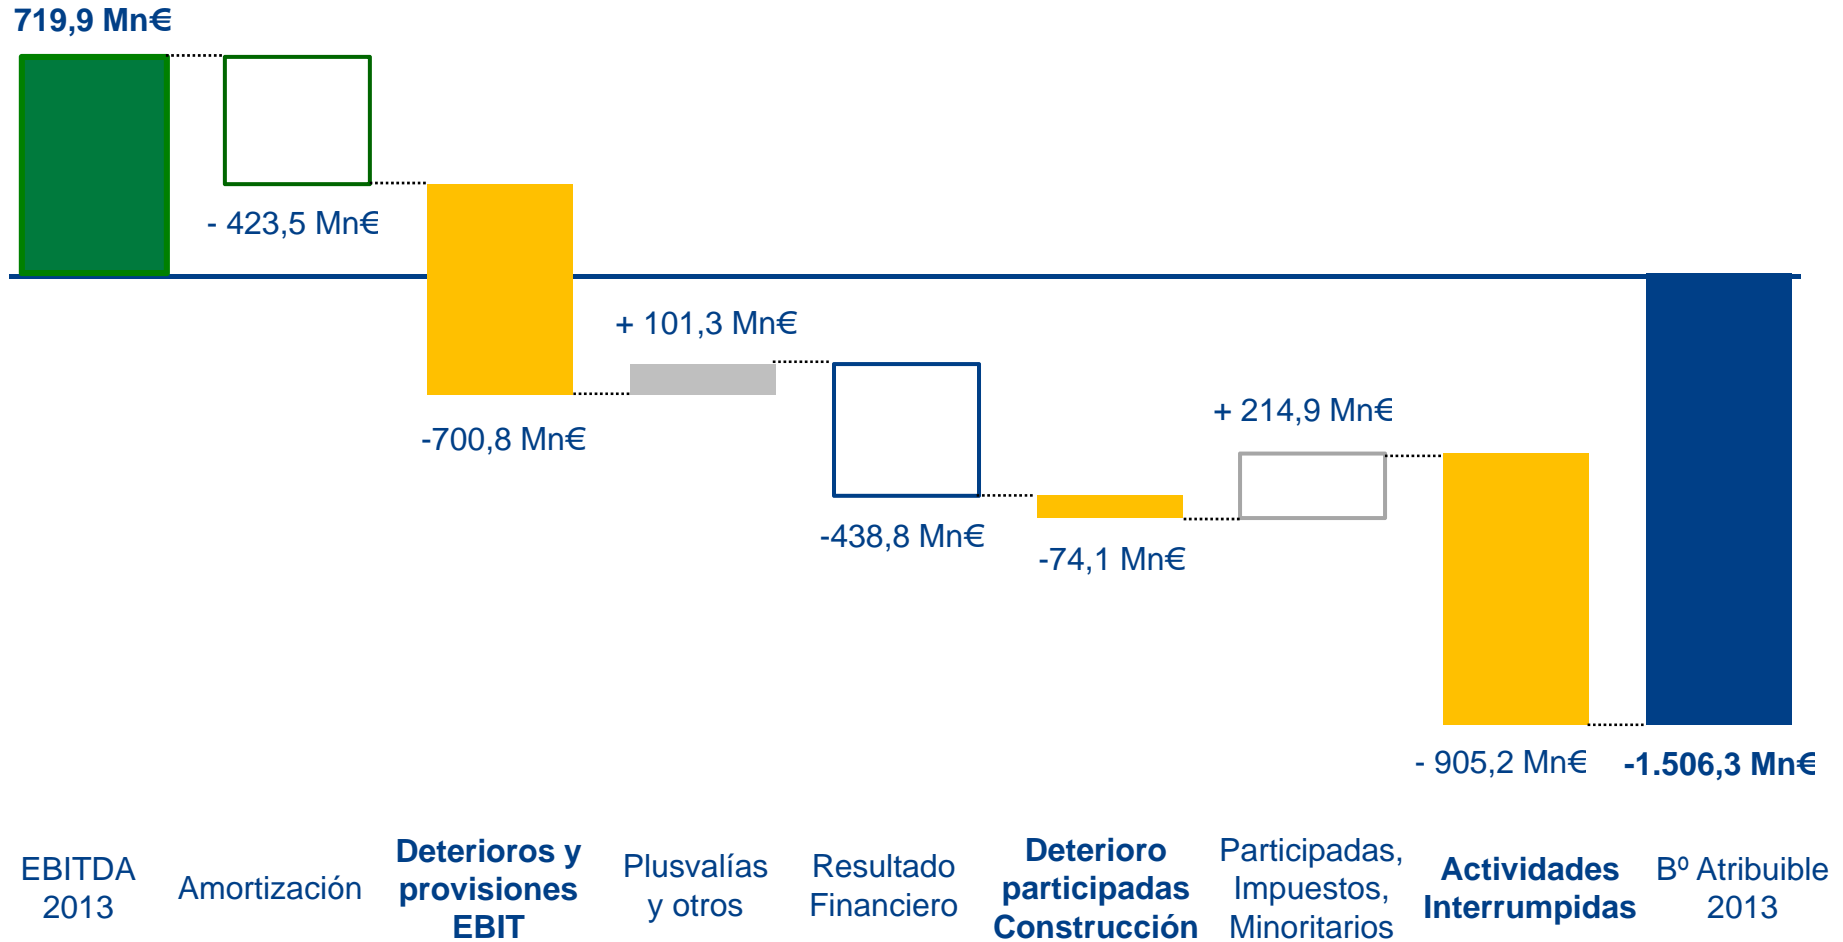 719,9 Mn€
- 423,5 Mn€
-700,8 Mn€
+ 101,3 Mn€
-438,8 Mn€
-74,1 Mn€
+ 214,9 Mn€
- 905,2 Mn€
-1.506,3 Mn€
EBITDA
2013
Amortización
Deterioros y
provisiones
EBIT
Plusvalías
y otros
Resultado
Financiero
Deterioro
participadas
Construcción
Participadas,
Impuestos,
Minoritarios
Actividades
Interrumpidas
Bº Atribuible
2013